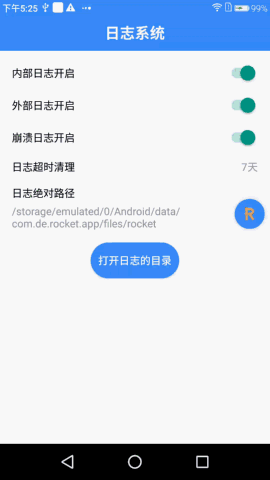 下午5:25
99%
日志系统
内部日志开启
外部日志开启
崩溃日志开启
日志超时清理 7天
日志绝对路径
/storage/emulated/0/Android/data/
com.de.rocket.app/files/rocket
R
打开日志的目录